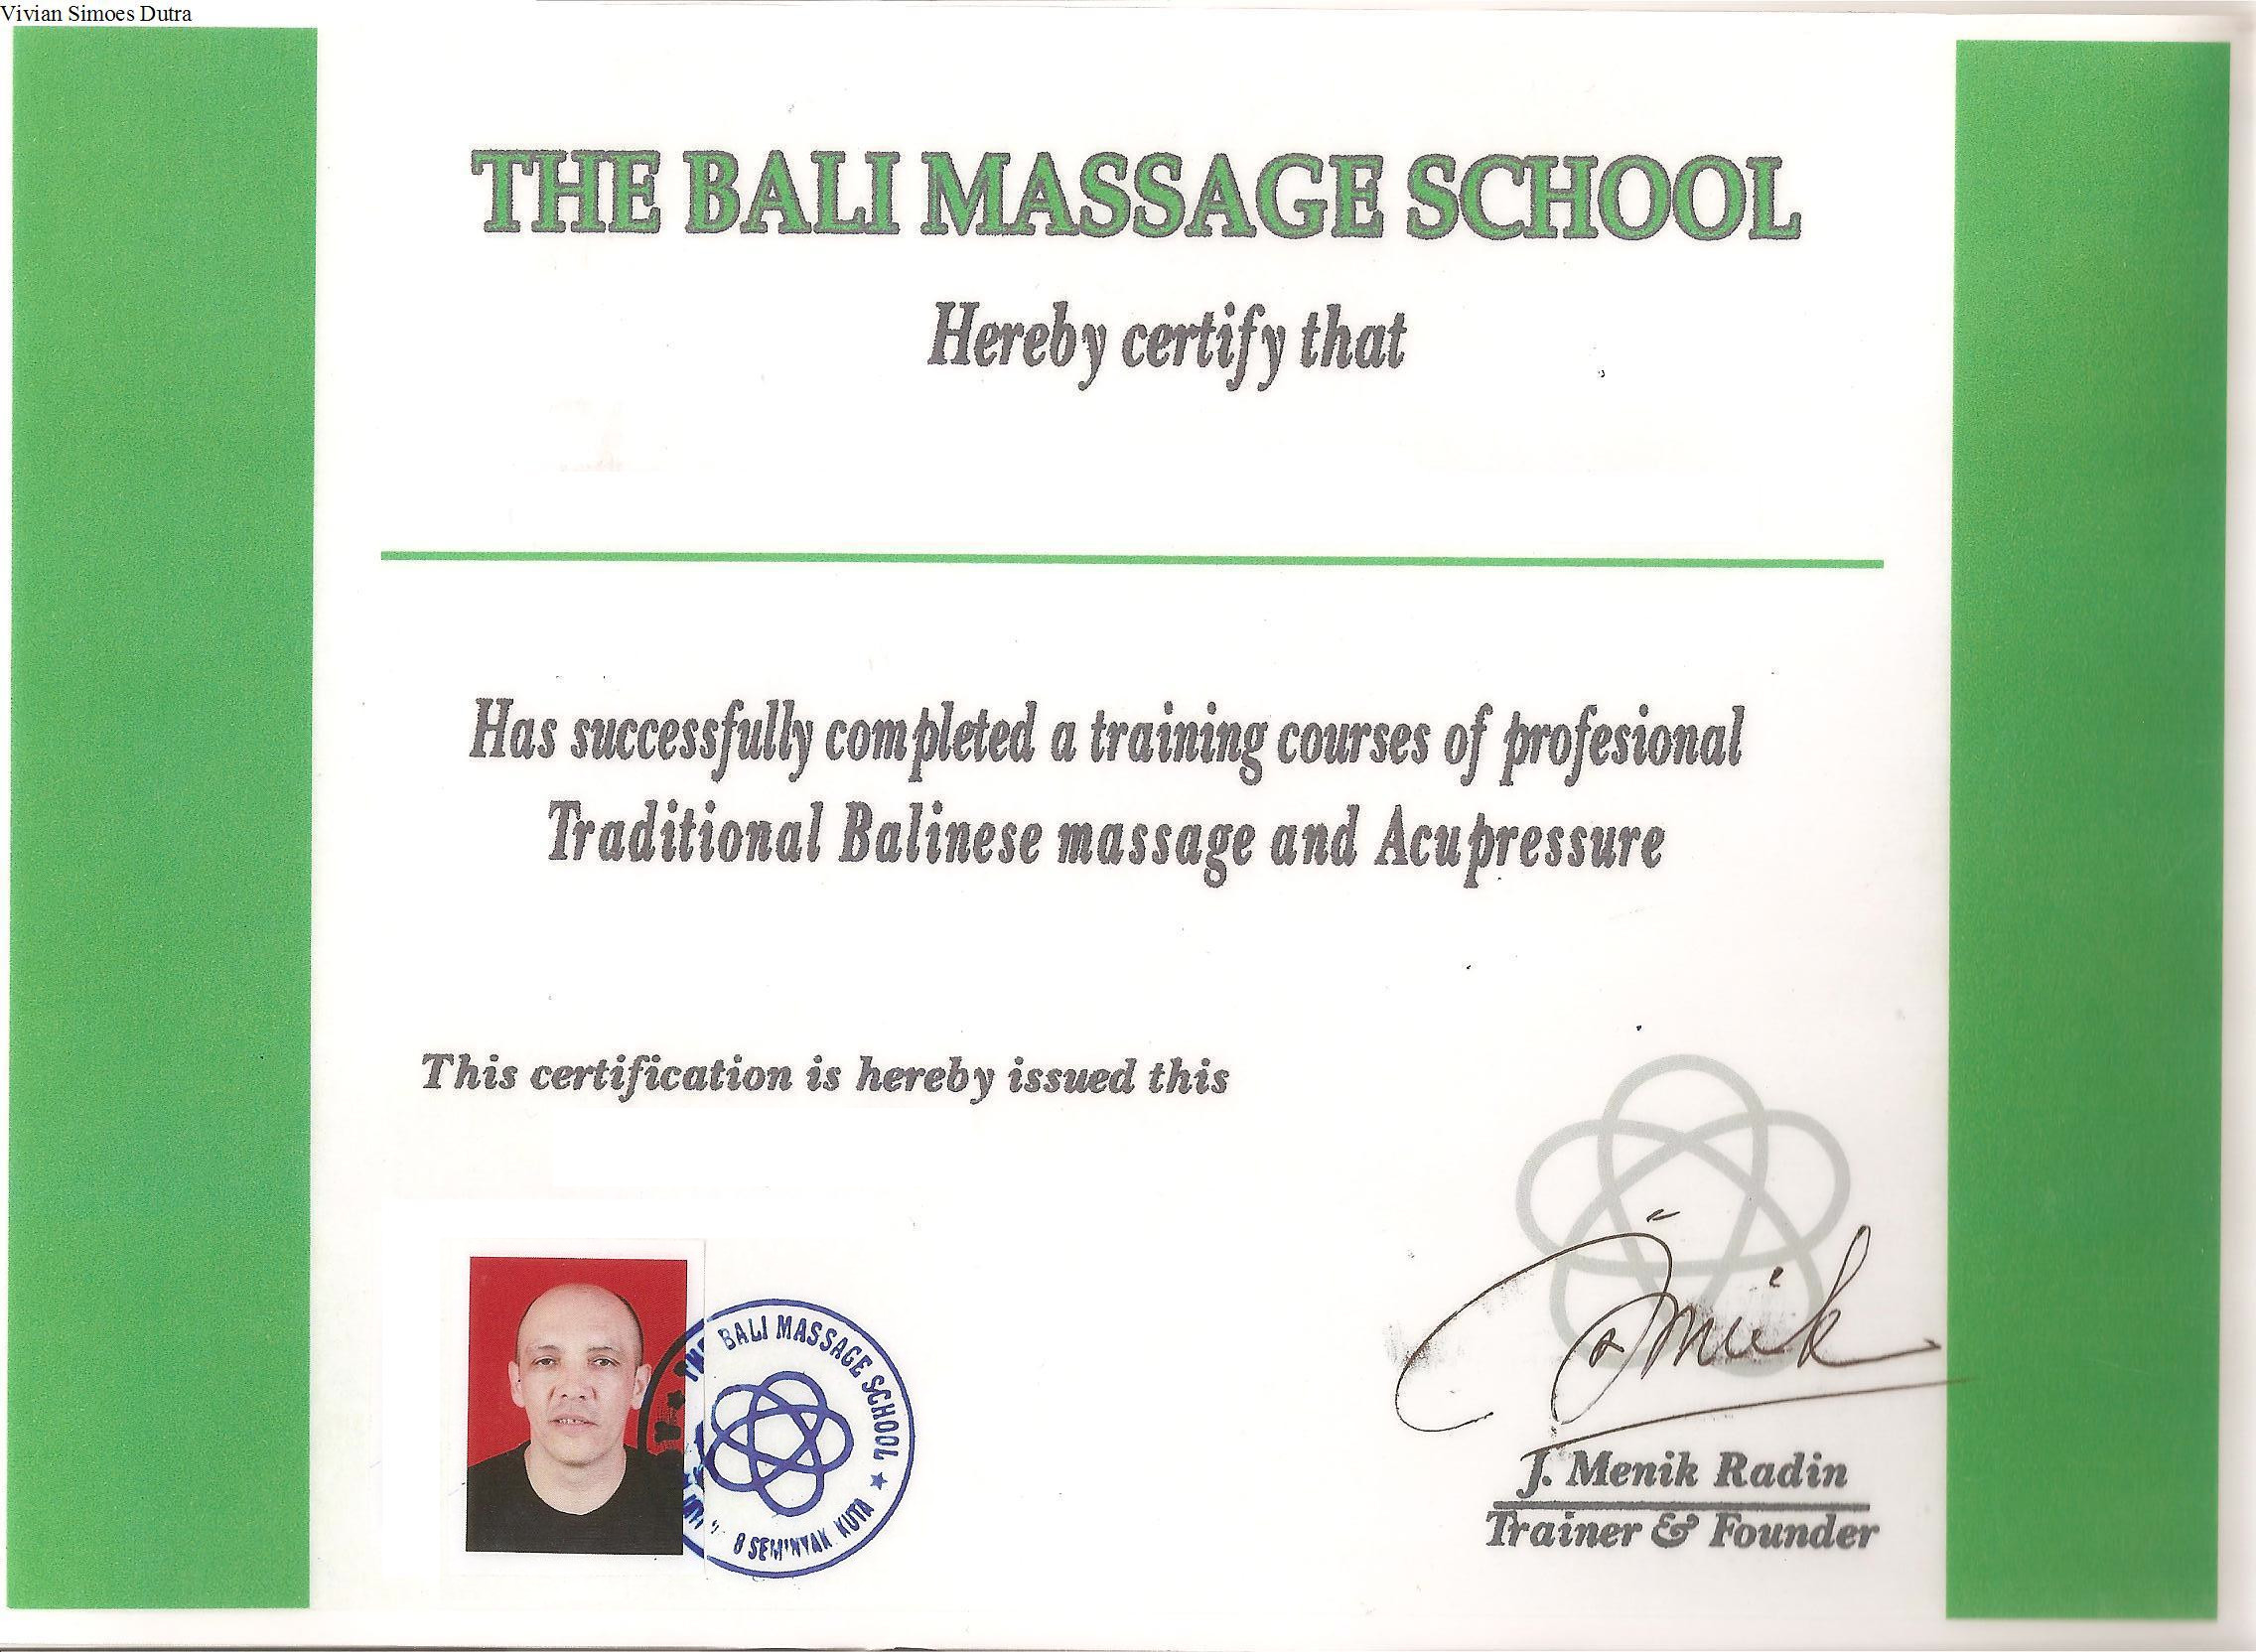 Vivian Simoes Dutra
THE BALI MASSAGE SCHOOL
Hereby certify that
Has successfully completed a training courses of profesional
Traditional Balinese massage and Acupressure
This certification is hereby issued this
THE BALI MASSAGE SCHOOL
8 SEMINYAK KUTA
J. Menik Radin
Trainer & Founder